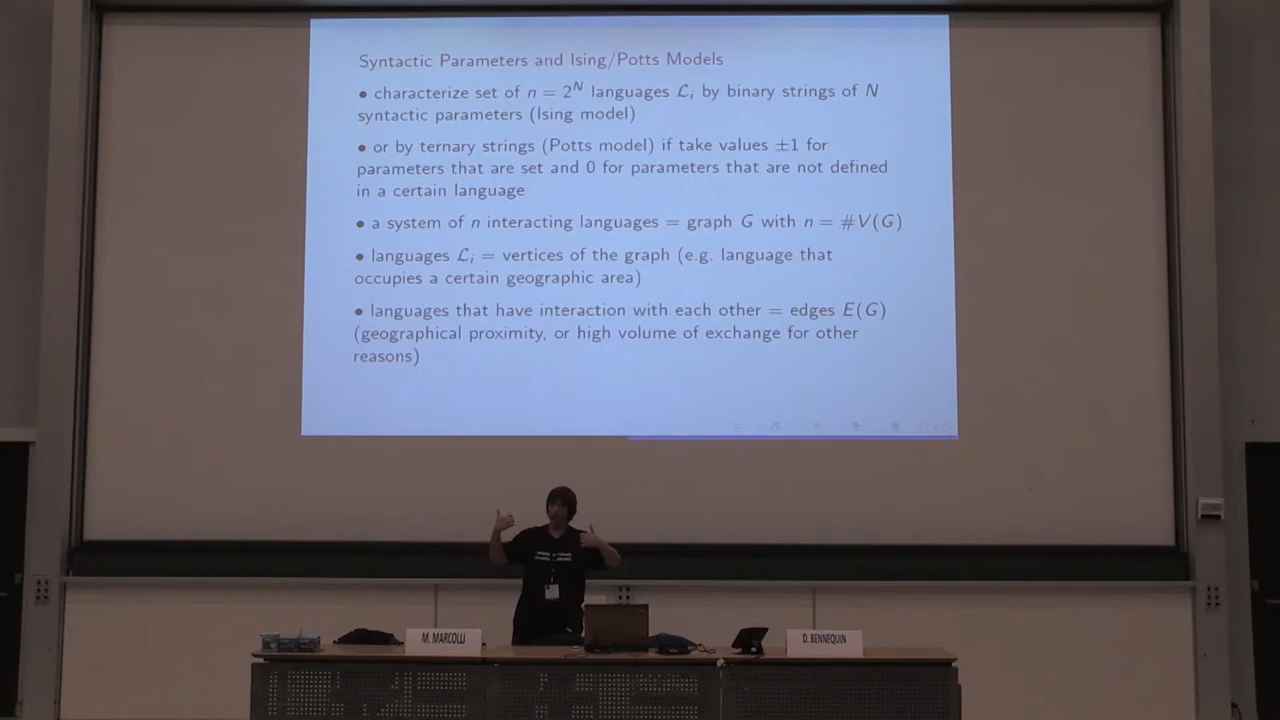 Syntactic Parameters and Ising/Potts Models
• characterize set of n = 2^N languages ℒ_i by binary strings of N
syntactic parameters (Ising model)
• or by ternary strings (Potts model) if take values ±1 for
parameters that are set and 0 for parameters that are not defined
in a certain language
• a system of n interacting languages = graph G with n = #V(G)
• languages ℒ_i = vertices of the graph (e.g. language that
occupies a certain geographic area)
• languages that have interaction with each other = edges E(G)
(geographical proximity, or high volume of exchange for other
reasons)
M. MARCOLLI
D. BENNEQUIN